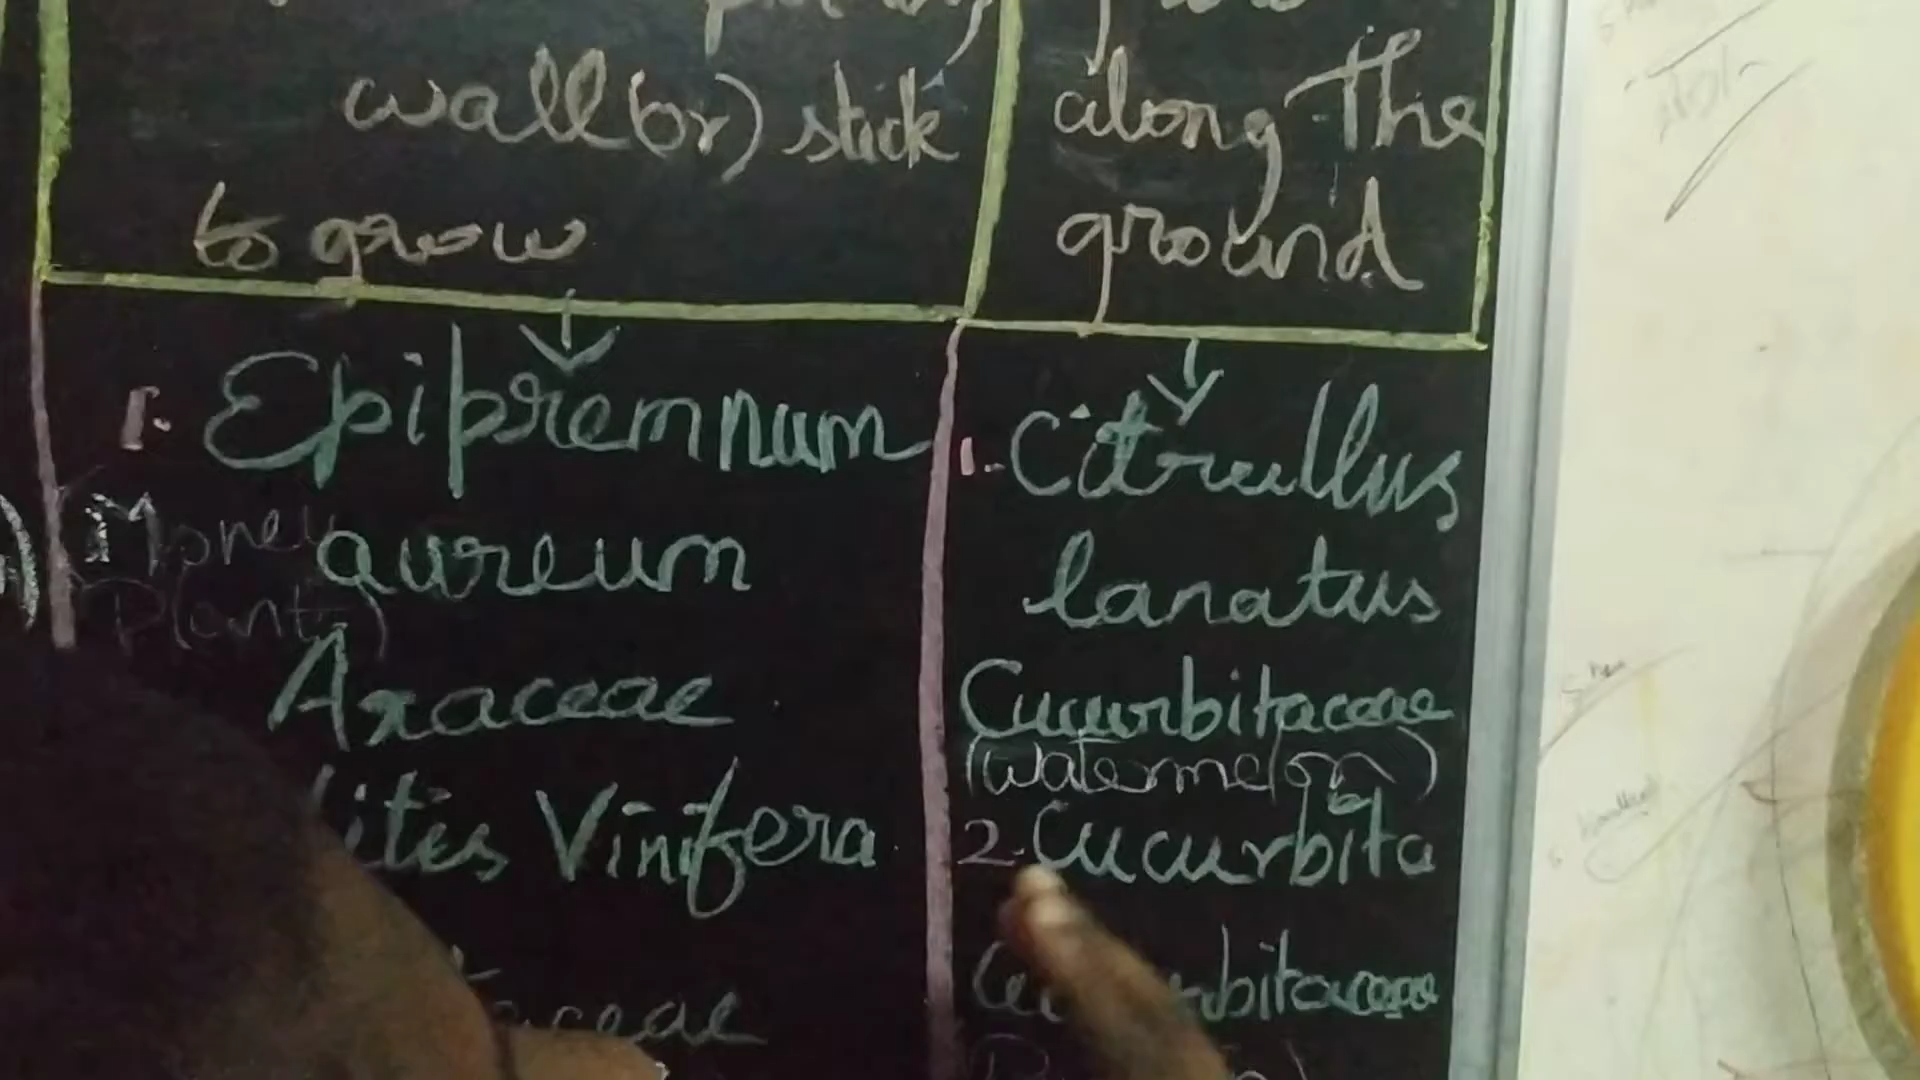 wall (or) stick
to grow
along The
ground
1. Epipremnum
(Money
Plant)
aureum
Araceae
Vinifera
1. Citrullus
lanatus
Cucurbitaceae
(watermelon)
2. Cucurbita